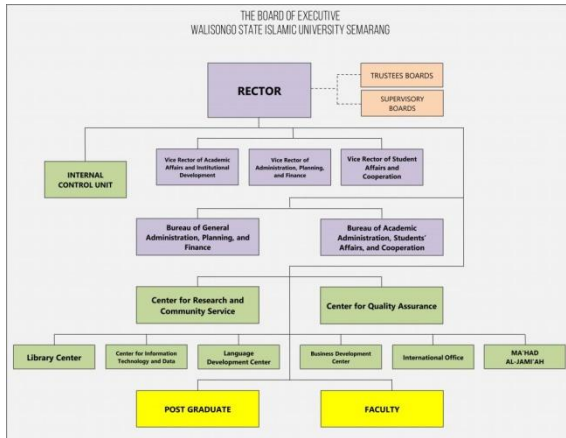 THE BOARD OF EXECUTIVE
WALISONGO STATE ISLAMIC UNIVERSITY SEMARANG
RECTOR
TRUSTEES BOARDS
SUPERVISORY
BOARDS
INTERNAL
CONTROL UNIT
Vice Rector of Academic
Affairs and Institutional
Development
Vice Rector of
Administration, Planning,
and Finance
Vice Rector of Student
Affairs and
Cooperation
Bureau of General
Administration, Planning, and
Finance
Bureau of Academic
Administration, Students'
Affairs, and Cooperation
Center for Research and
Community Service
Center for Quality Assurance
Library Center
Center for Information
Technology and Data
Language
Development Center
Business Development
Center
International Office
MA'HAD
AL-JAMI'AH
POST GRADUATE
FACULTY